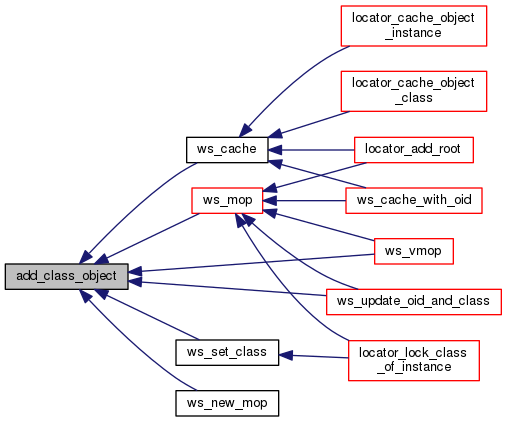 locator_cache_object
_instance
locator_cache_object
_class
ws_cache
locator_add_root
ws_mop
ws_cache_with_oid
ws_vmop
add_class_object
ws_update_oid_and_class
ws_set_class
locator_lock_class
_of_instance
ws_new_mop